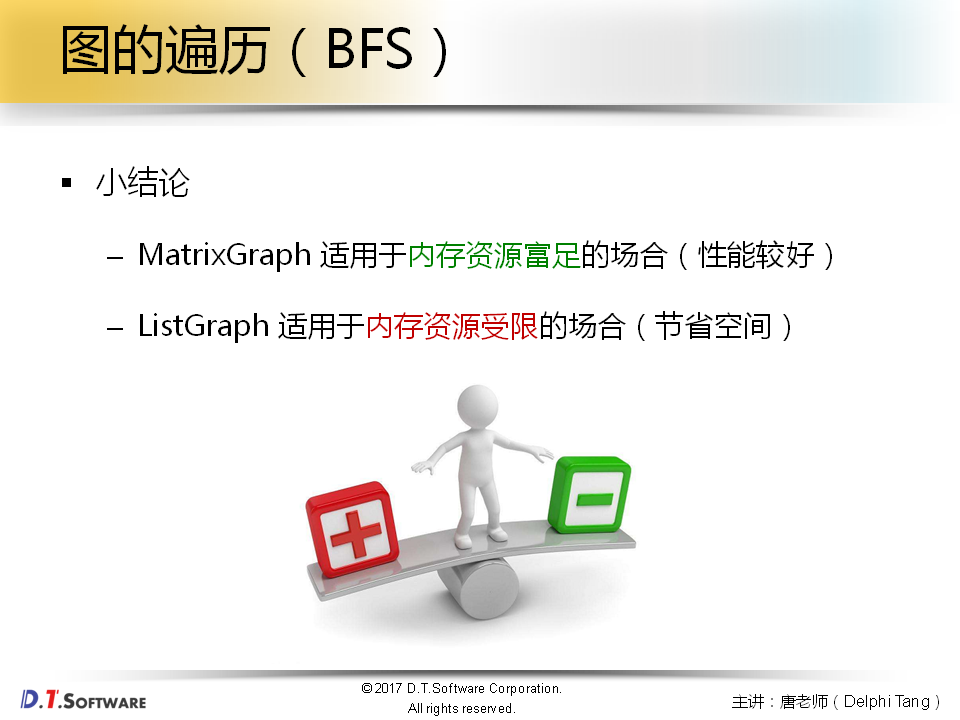 图的遍历（BFS）
▪ 小结论
– MatrixGraph 适用于内存资源富足的场合（性能较好）
– ListGraph 适用于内存资源受限的场合（节省空间）
©2017 D.T.Software Corporation.
D.T.SOFTWARE
All rights reserved.
主讲：唐老师（Delphi Tang）